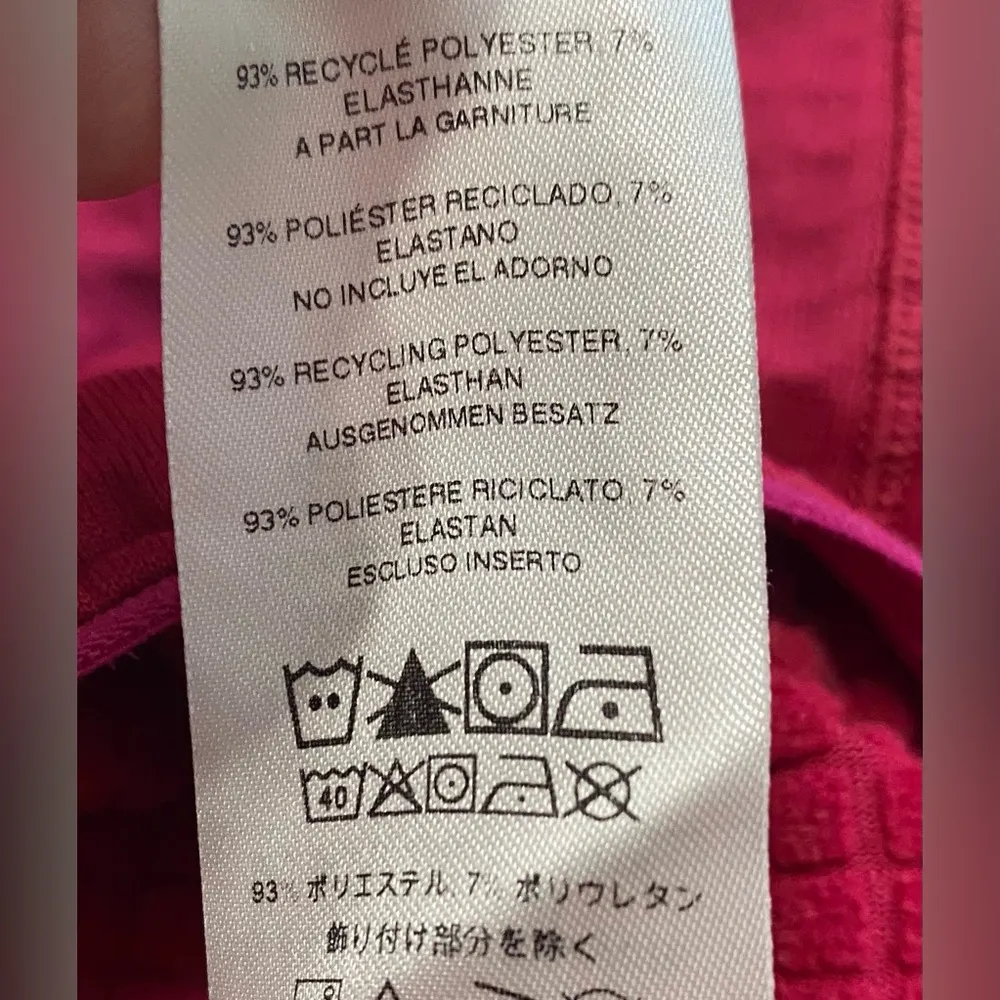 93% RECYCLÉ POLYESTER, 7%
ELASTHANNE
A PART LA GARNITURE
93% POLIÉSTER RECICLADO, 7%
ELASTANO
NO INCLUYE EL ADORNO
93% RECYCLING POLYESTER, 7%
ELASTHAN
AUSGENOMMEN BESATZ
93% POLIESTERE RICICLATO, 7%
ELASTAN
ESCLUSO INSERTO
40
93% ポリエステル, 7% ポリウレタン
飾り付け部分を除く